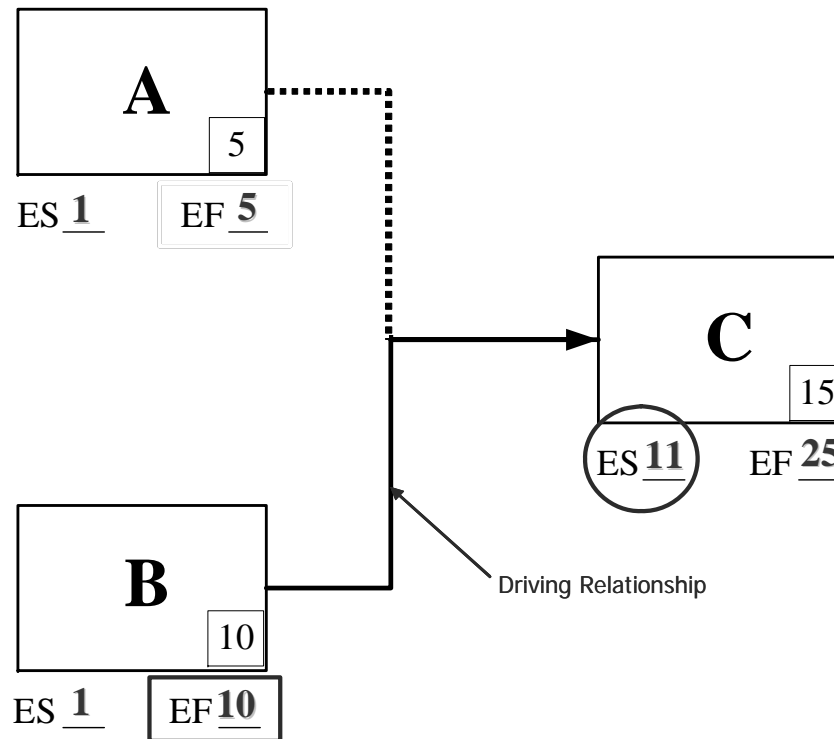 A
5
ES 1 EF 5
C
15
ES 11 EF 25
Driving Relationship
B
10
ES 1 EF 10